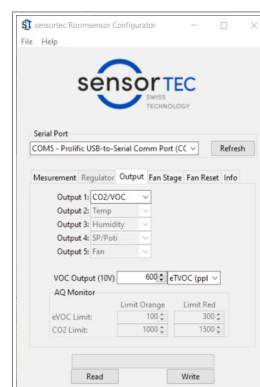 sensortec Roomsensor Configurator
File Help
sensorTEC
SWISS
TECHNOLOGY
Serial Port
COM5 - Prolific USB-to-Serial Comm Port (CC
Refresh
Mesurement Regulator Output Fan Stage Fan Reset Info
Output 1: CO2/VOC
Output 2: Temp
Output 3: Humidity
Output 4: SP/Poti
Output 5: Fan
VOC Output (10V) 600 eTVOC (ppl
AQ Monitor
Limit Orange Limit Red
eVOC Limit: 100 300
CO2 Limit: 1000 1500
Read Write